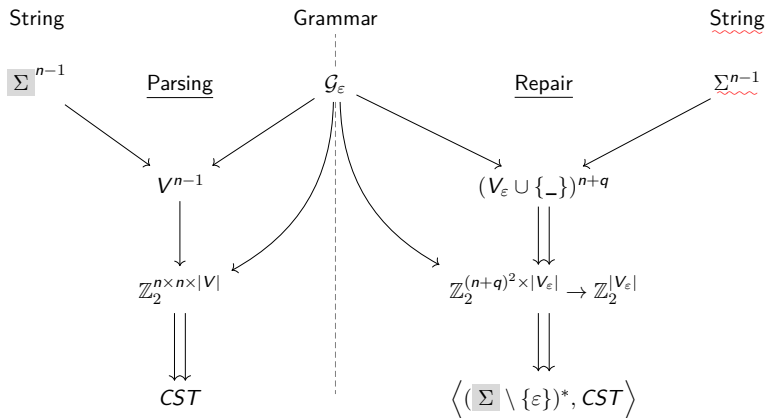 String Grammar String
Σ^{n−1} Parsing 𝒢_ε Repair Σ^{n−1}
V^{n−1} (V_ε ∪ {_})^{n+q}
ℤ_2^{n×n×|V|} ℤ_2^{(n+q)^2×|V_ε|} → ℤ_2^{|V_ε|}
CST ⟨(Σ \ {ε})^*, CST⟩